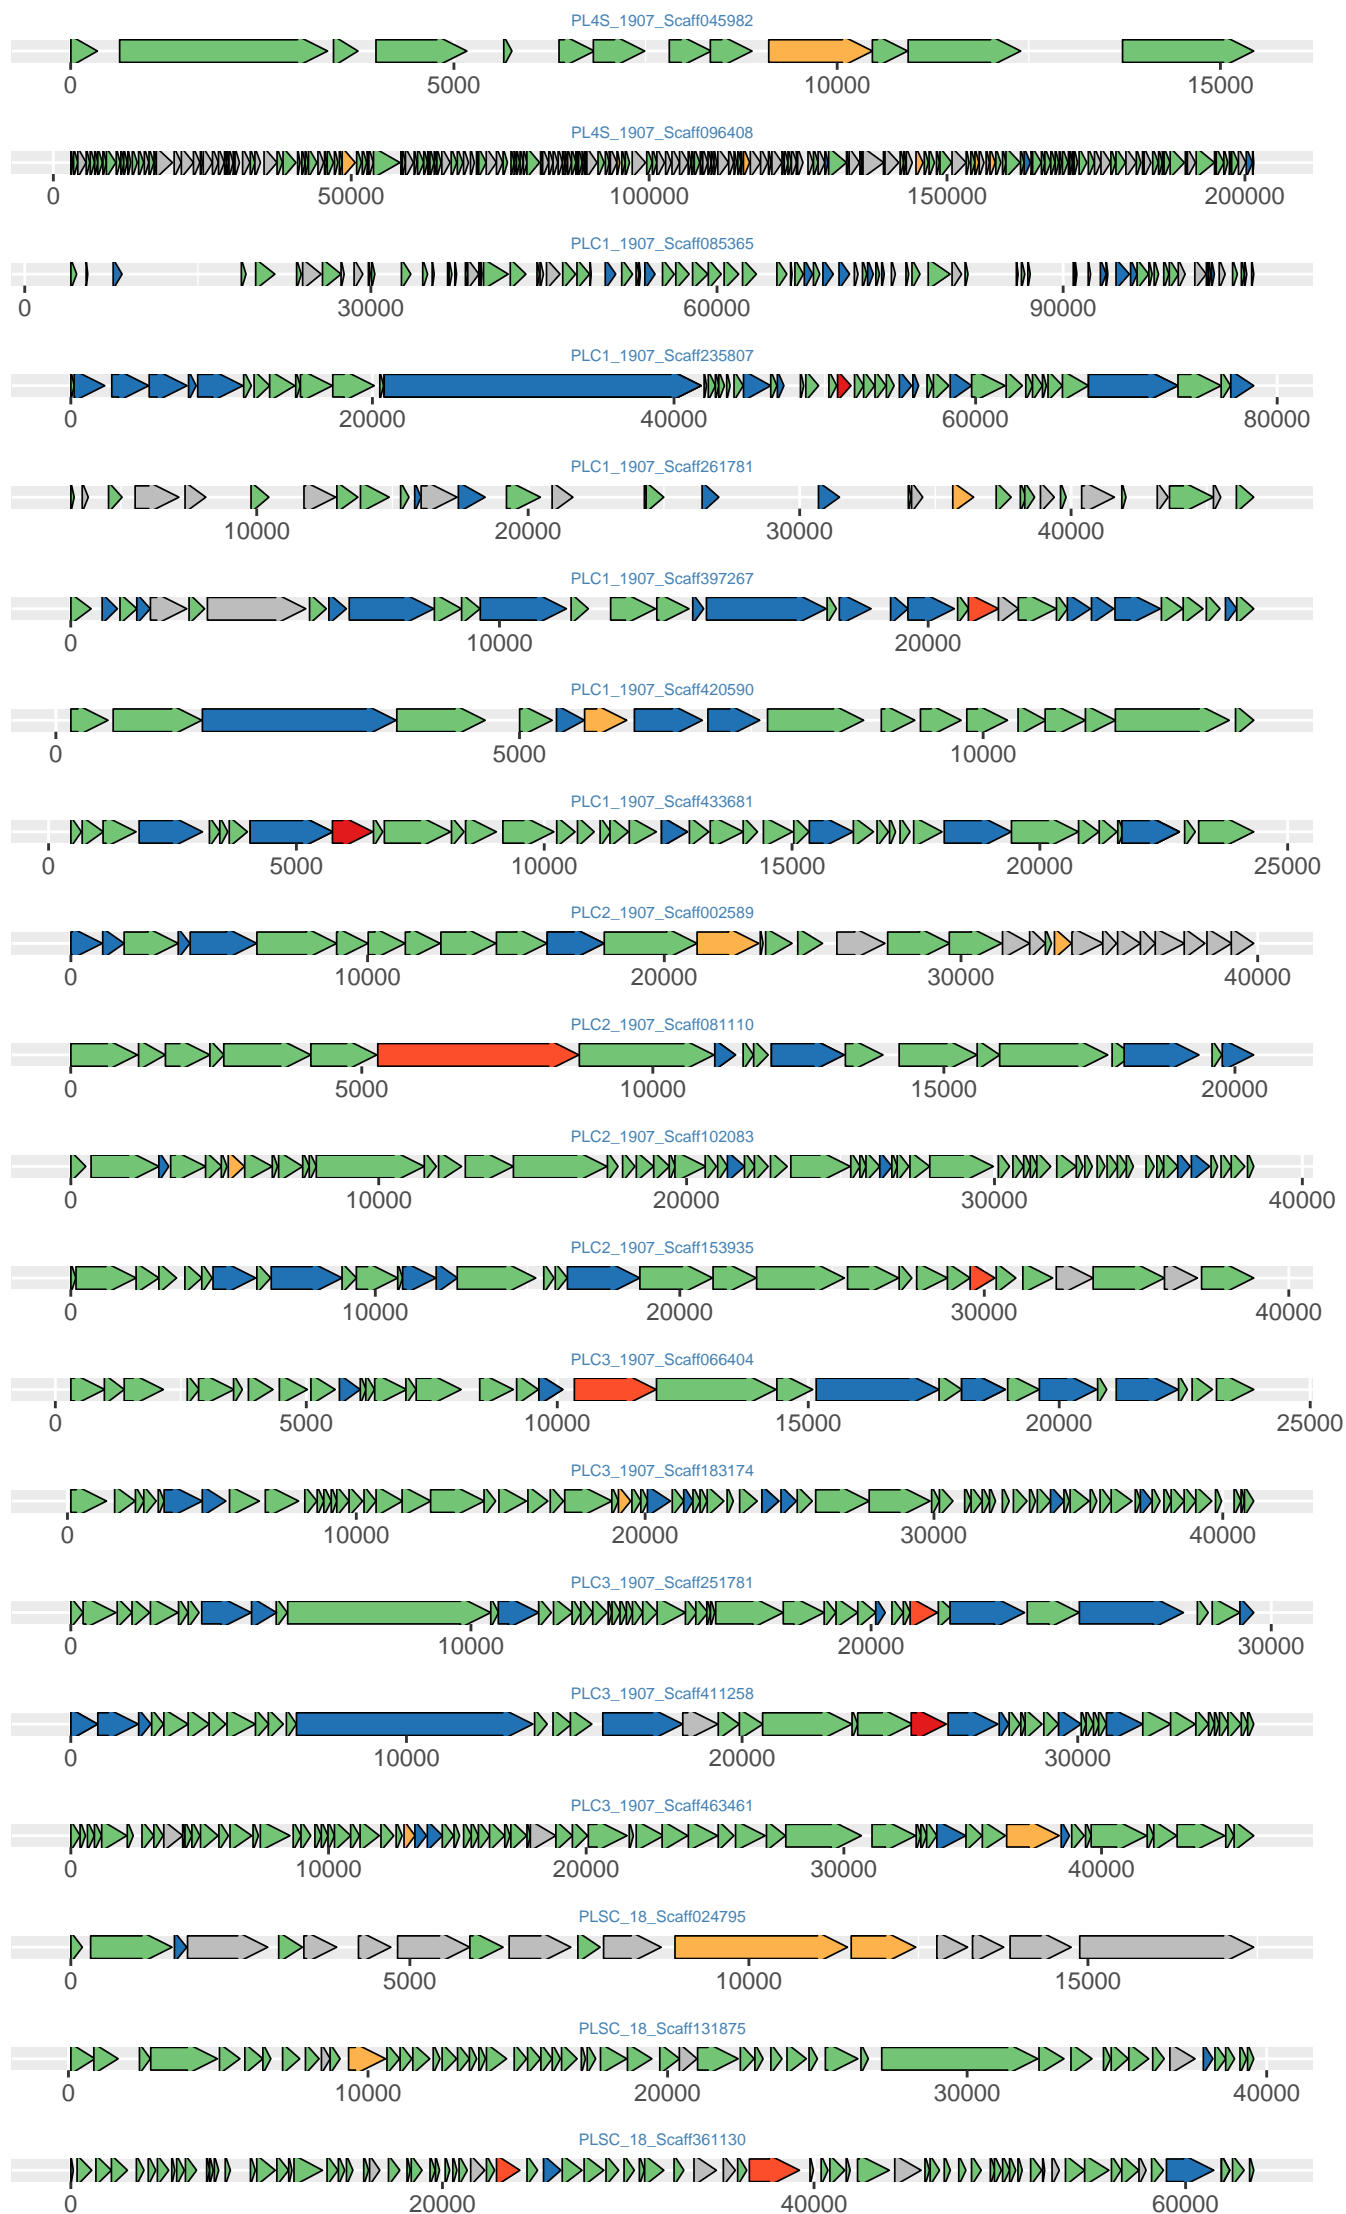 PL4S_1907_Scaff045982
0 5000 10000 15000
PL4S_1907_Scaff096408
0 50000 100000 150000 200000
PLC1_1907_Scaff085365
0 30000 60000 90000
PLC1_1907_Scaff235807
0 20000 40000 60000 80000
PLC1_1907_Scaff261781
10000 20000 30000 40000
PLC1_1907_Scaff397267
0 10000 20000
PLC1_1907_Scaff420590
0 5000 10000
PLC1_1907_Scaff433681
0 5000 10000 15000 20000 25000
PLC2_1907_Scaff002589
0 10000 20000 30000 40000
PLC2_1907_Scaff081110
0 5000 10000 15000 20000
PLC2_1907_Scaff102083
0 10000 20000 30000 40000
PLC2_1907_Scaff153935
0 10000 20000 30000 40000
PLC3_1907_Scaff066404
0 5000 10000 15000 20000 25000
PLC3_1907_Scaff183174
0 10000 20000 30000 40000
PLC3_1907_Scaff251781
0 10000 20000 30000
PLC3_1907_Scaff411258
0 10000 20000 30000
PLC3_1907_Scaff463461
0 10000 20000 30000 40000
PLSC_18_Scaff024795
0 5000 10000 15000
PLSC_18_Scaff131875
0 10000 20000 30000 40000
PLSC_18_Scaff361130
0 20000 40000 60000